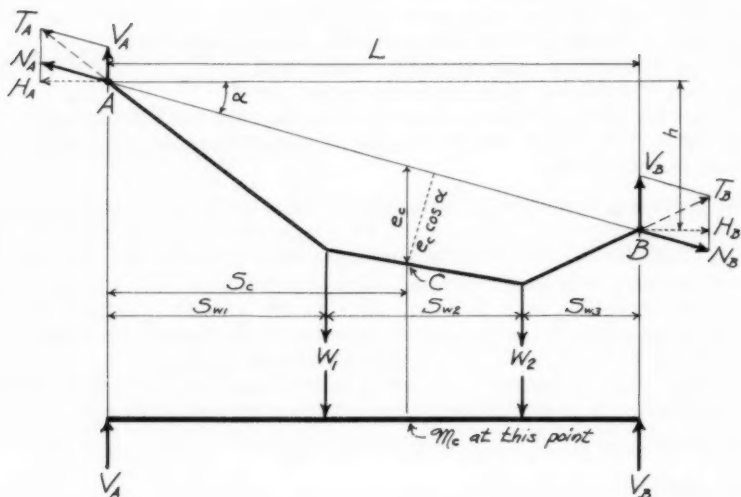 T_A
V_A
N_A
H_A
A
L
α
h
V_B
T_B
H_B
N_B
B
e_c
e_c cos α
C
S_c
S_w1
S_w2
S_w3
W_1
W_2
m_c at this point
V_A
V_B